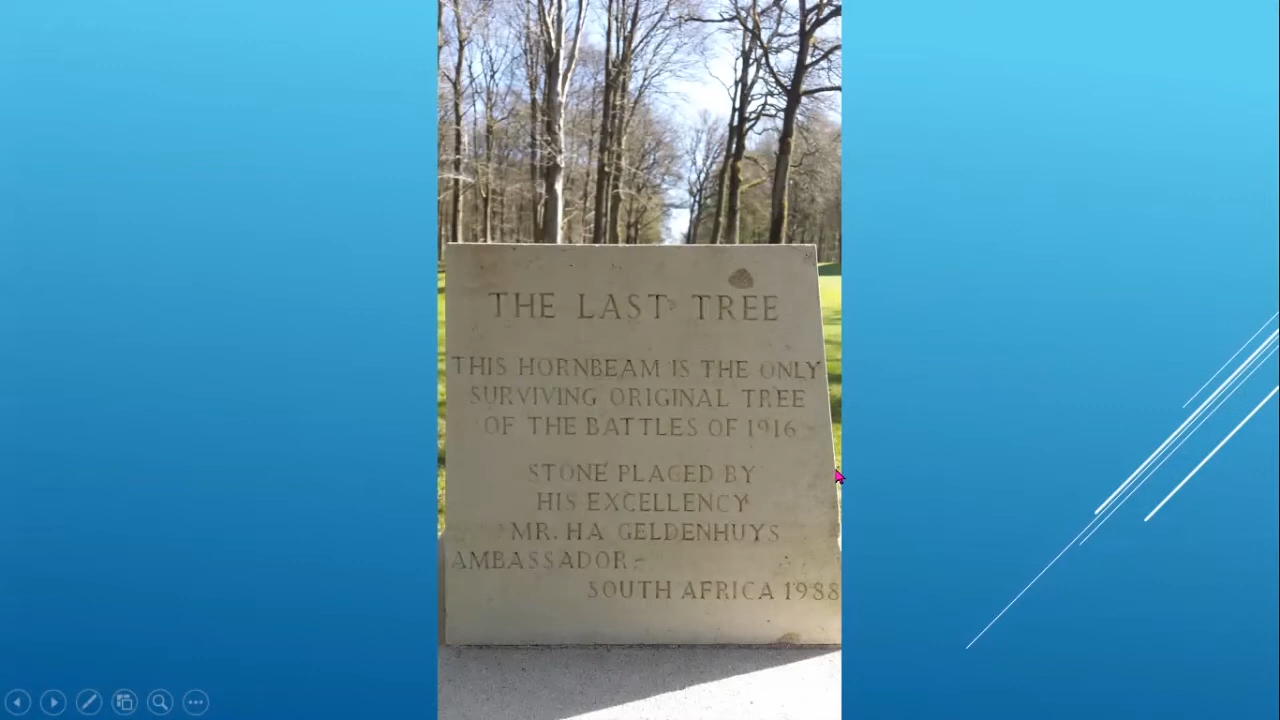 THE LAST TREE
THIS HORNBEAM IS THE ONLY
SURVIVING ORIGINAL TREE
OF THE BATTLES OF 1916
STONE PLACED BY
HIS EXCELLENCY
MR. HA GELDENHUYS
AMBASSADOR –
SOUTH AFRICA 1988